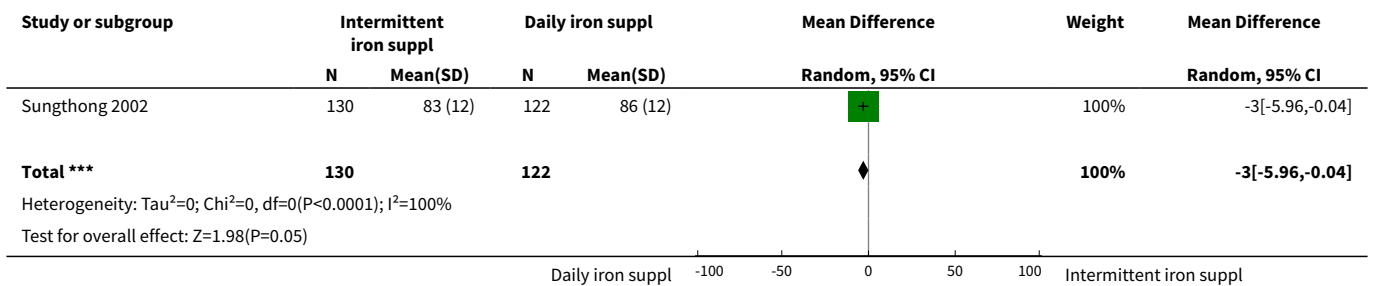 Study or subgroup Intermittent iron suppl Daily iron suppl Mean Difference Weight Mean Difference
N Mean(SD) N Mean(SD) Random, 95% CI Random, 95% CI
Sungthong 2002 130 83 (12) 122 86 (12) 100% -3[-5.96,-0.04]
Total *** 130 122 100% -3[-5.96,-0.04]
Heterogeneity: Tau²=0; Chi²=0, df=0(P<0.0001); I²=100%
Test for overall effect: Z=1.98(P=0.05)
Daily iron suppl -100 -50 0 50 100 Intermittent iron suppl